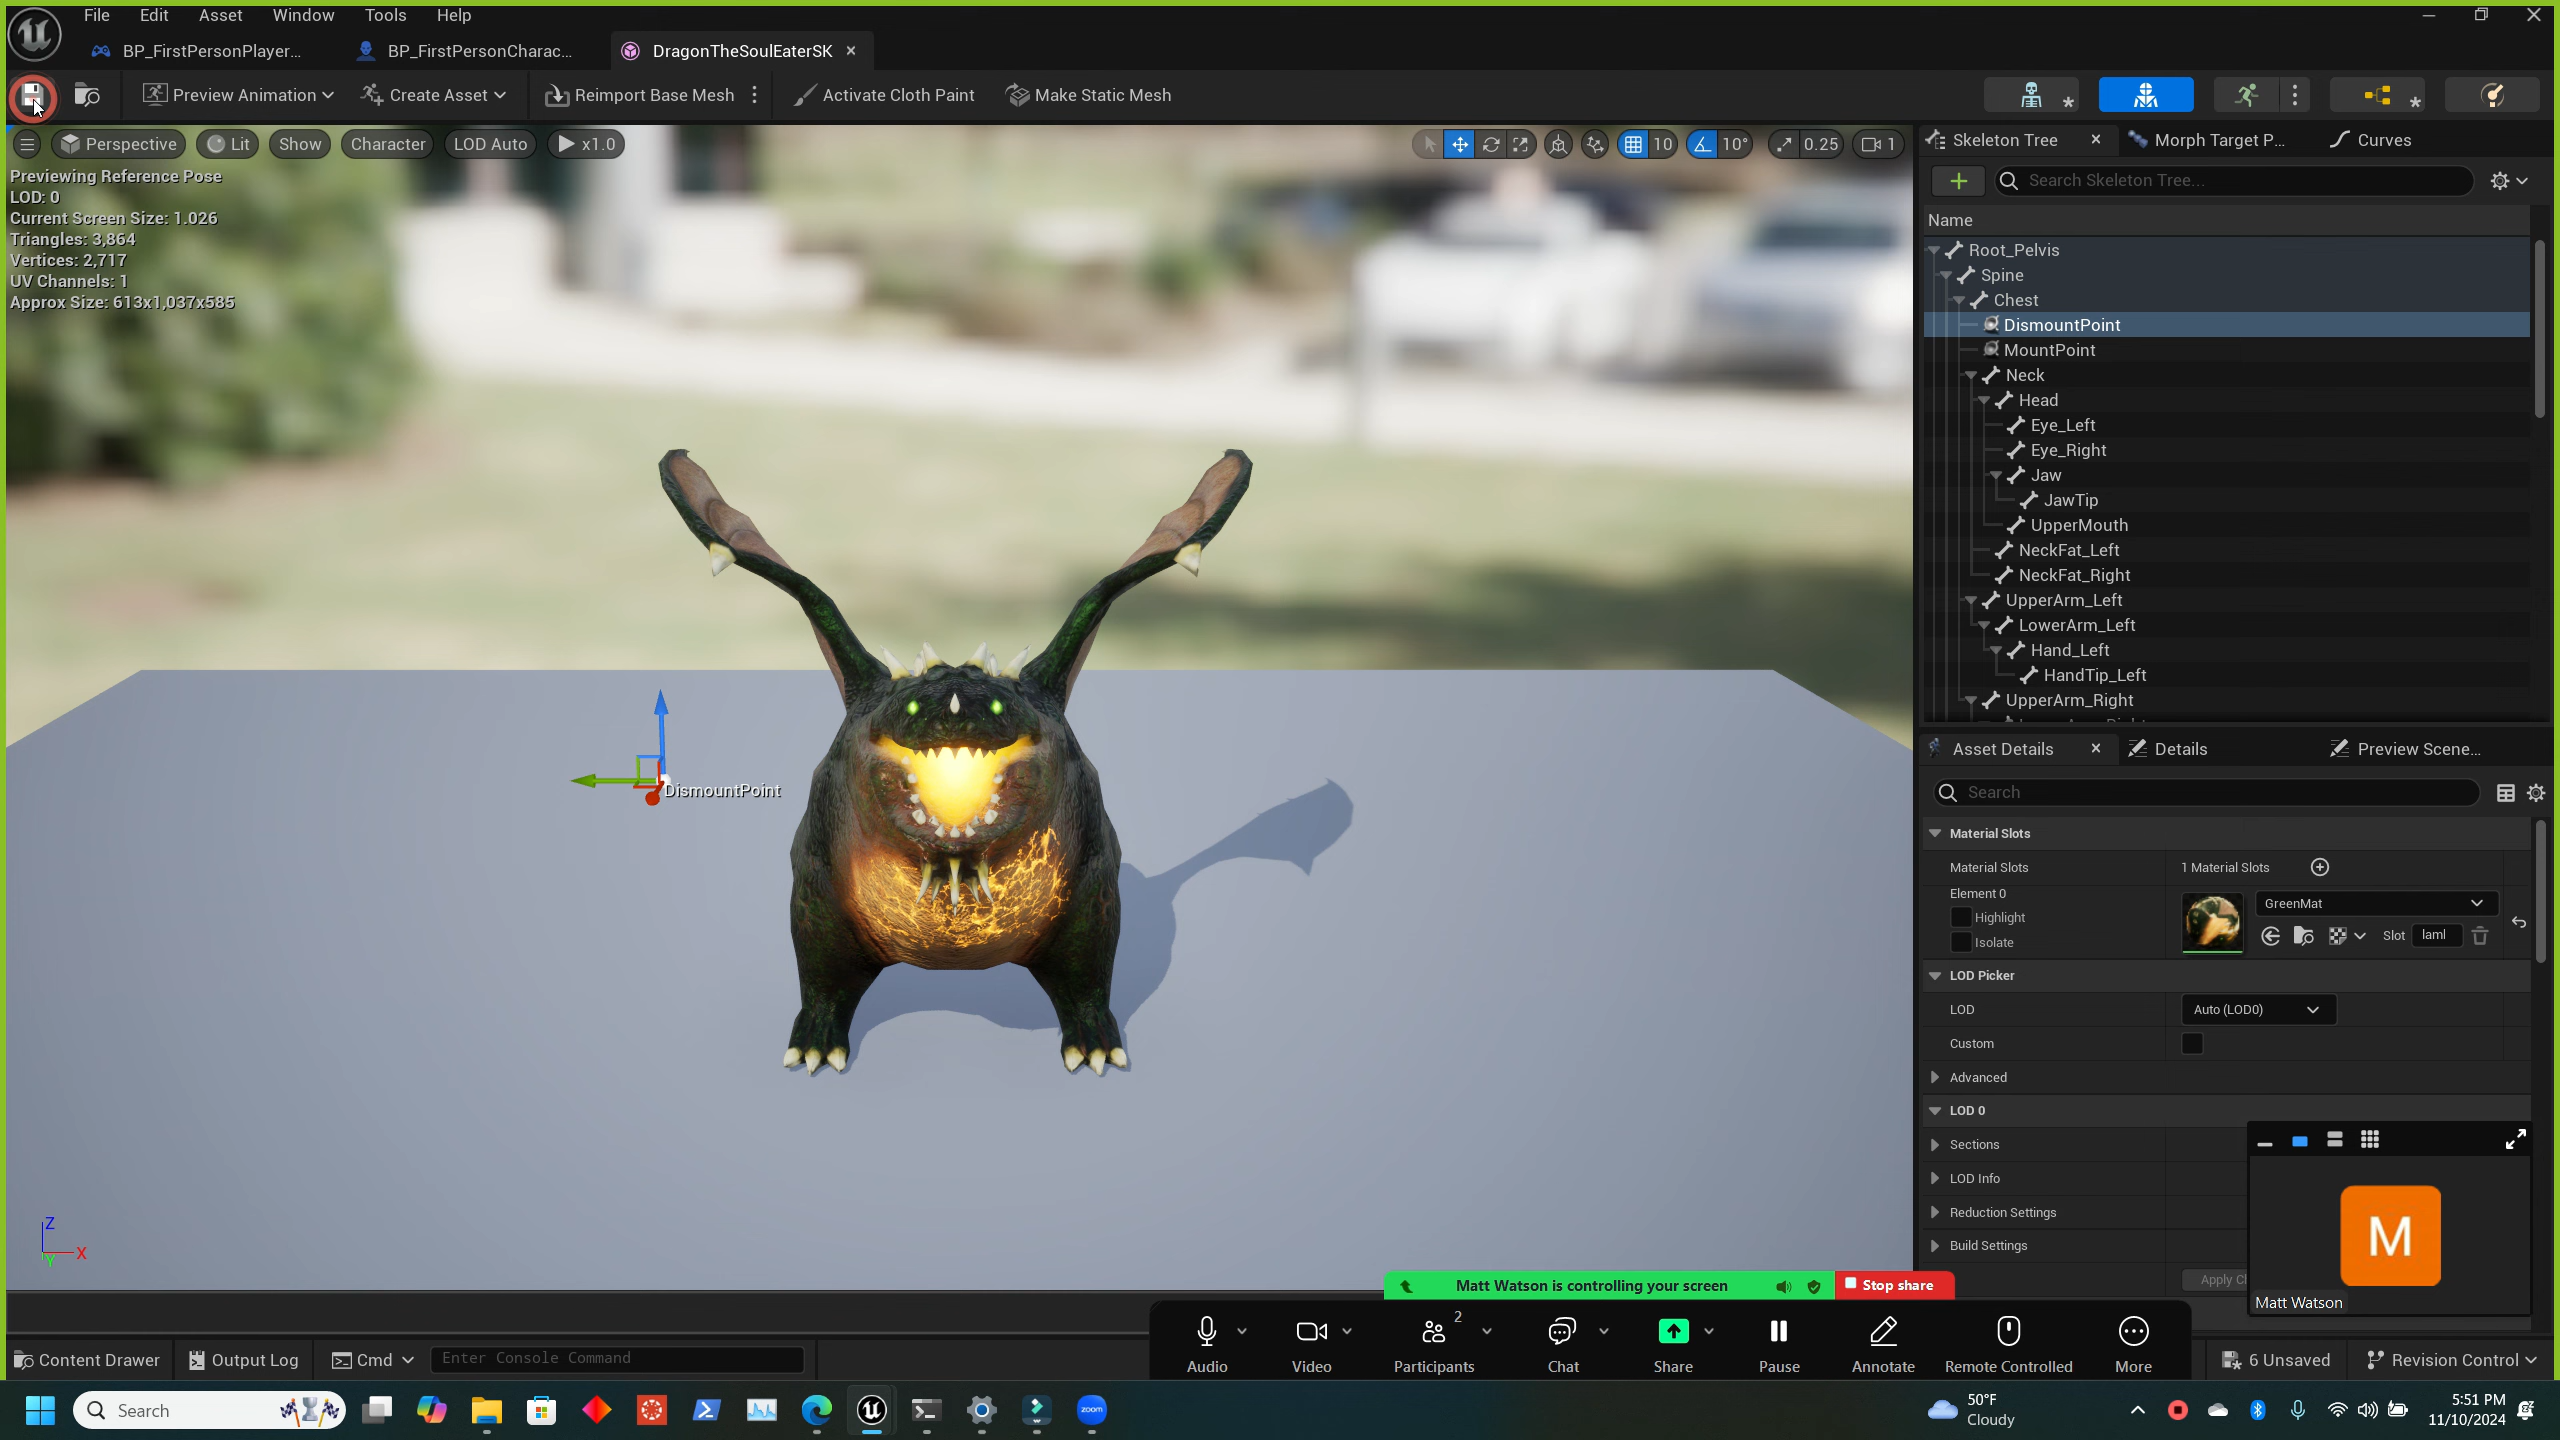 File Edit Asset Window Tools Help
BP_FirstPersonPlayer... BP_FirstPersonCharac... DragonTheSoulEaterSK
Preview Animation Create Asset Reimport Base Mesh Activate Cloth Paint Make Static Mesh
Perspective Lit Show Character LOD Auto x1.0 10 10° 0.25 1
Previewing Reference Pose
LOD: 0
Current Screen Size: 1.026
Triangles: 3,864
Vertices: 2,717
UV Channels: 1
Approx Size: 613x1,037x585
DismountPoint
Z
X
Y
Skeleton Tree Morph Target P... Curves
Search Skeleton Tree...
Name
Root_Pelvis
Spine
Chest
DismountPoint
MountPoint
Neck
Head
Eye_Left
Eye_Right
Jaw
JawTip
UpperMouth
NeckFat_Left
NeckFat_Right
UpperArm_Left
LowerArm_Left
Hand_Left
HandTip_Left
UpperArm_Right
Asset Details Details Preview Scene...
Search
Material Slots
Material Slots 1 Material Slots
Element 0
Highlight
Isolate
GreenMat
Slot laml
LOD Picker
LOD Auto (LOD0)
Custom
Advanced
LOD 0
Sections
LOD Info
Reduction Settings
Build Settings
Apply
M
Matt Watson
Matt Watson is controlling your screen Stop share
Audio Video 2 Participants Chat Share Pause Annotate Remote Controlled More
Content Drawer Output Log Cmd Enter Console Command 6 Unsaved Revision Control
Search
zoom
50°F
Cloudy
5:51 PM
11/10/2024